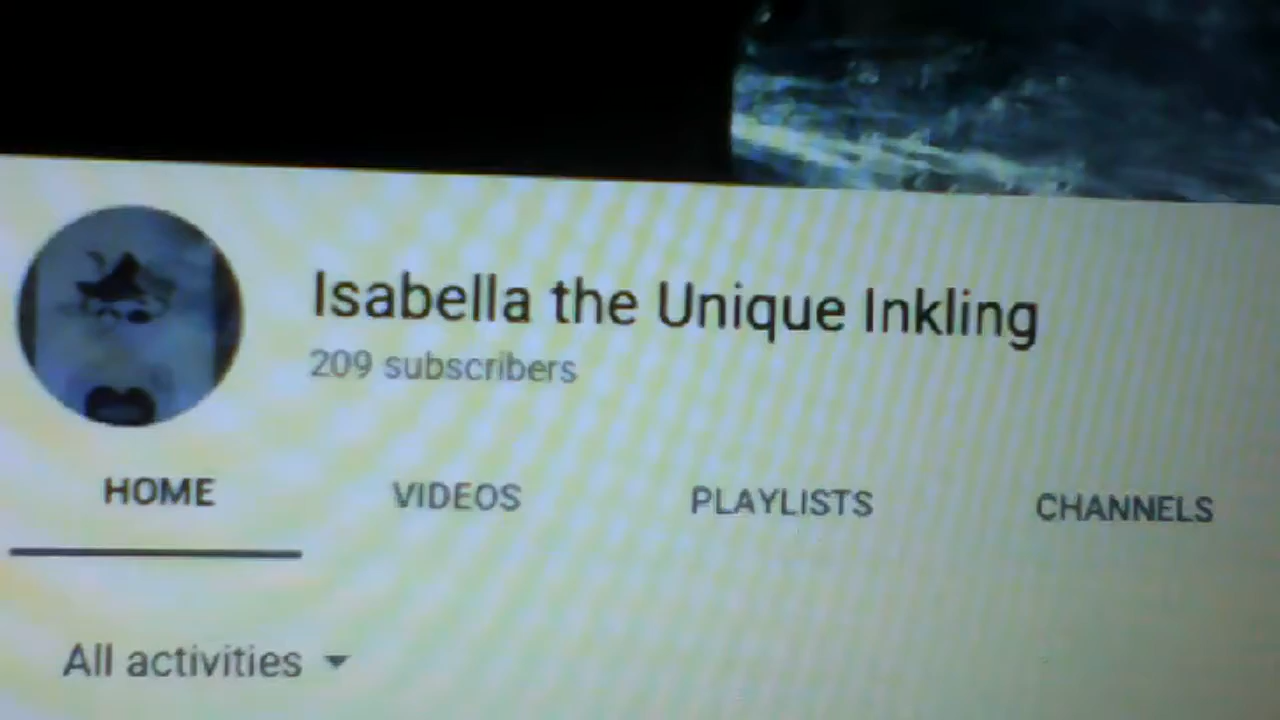 Isabella the Unique Inkling
209 subscribers
HOME VIDEOS PLAYLISTS CHANNELS
All activities